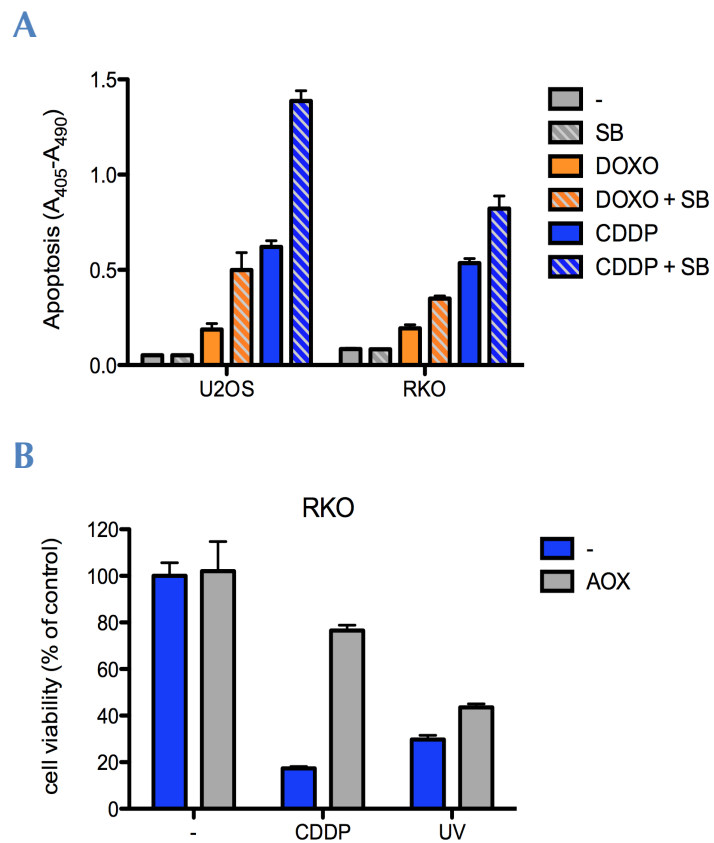 A
Apoptosis (A405-A490)
1.5
1.0
0.5
0.0
U2OS
RKO
-
SB
DOXO
DOXO + SB
CDDP
CDDP + SB
B
RKO
cell viability (% of control)
120
100
80
60
40
20
0
-
CDDP
UV
-
AOX